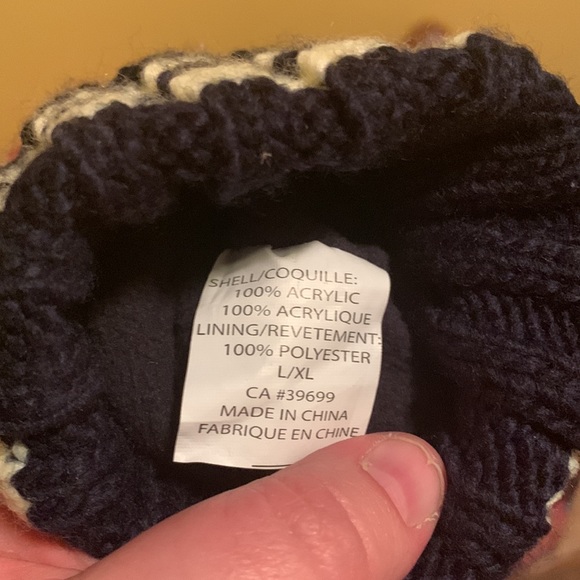 SHELL/COQUILLE:
100% ACRYLIC
100% ACRYLIQUE
LINING/REVETEMENT:
100% POLYESTER
L/XL
CA #39699
MADE IN CHINA
FABRIQUE EN CHINE